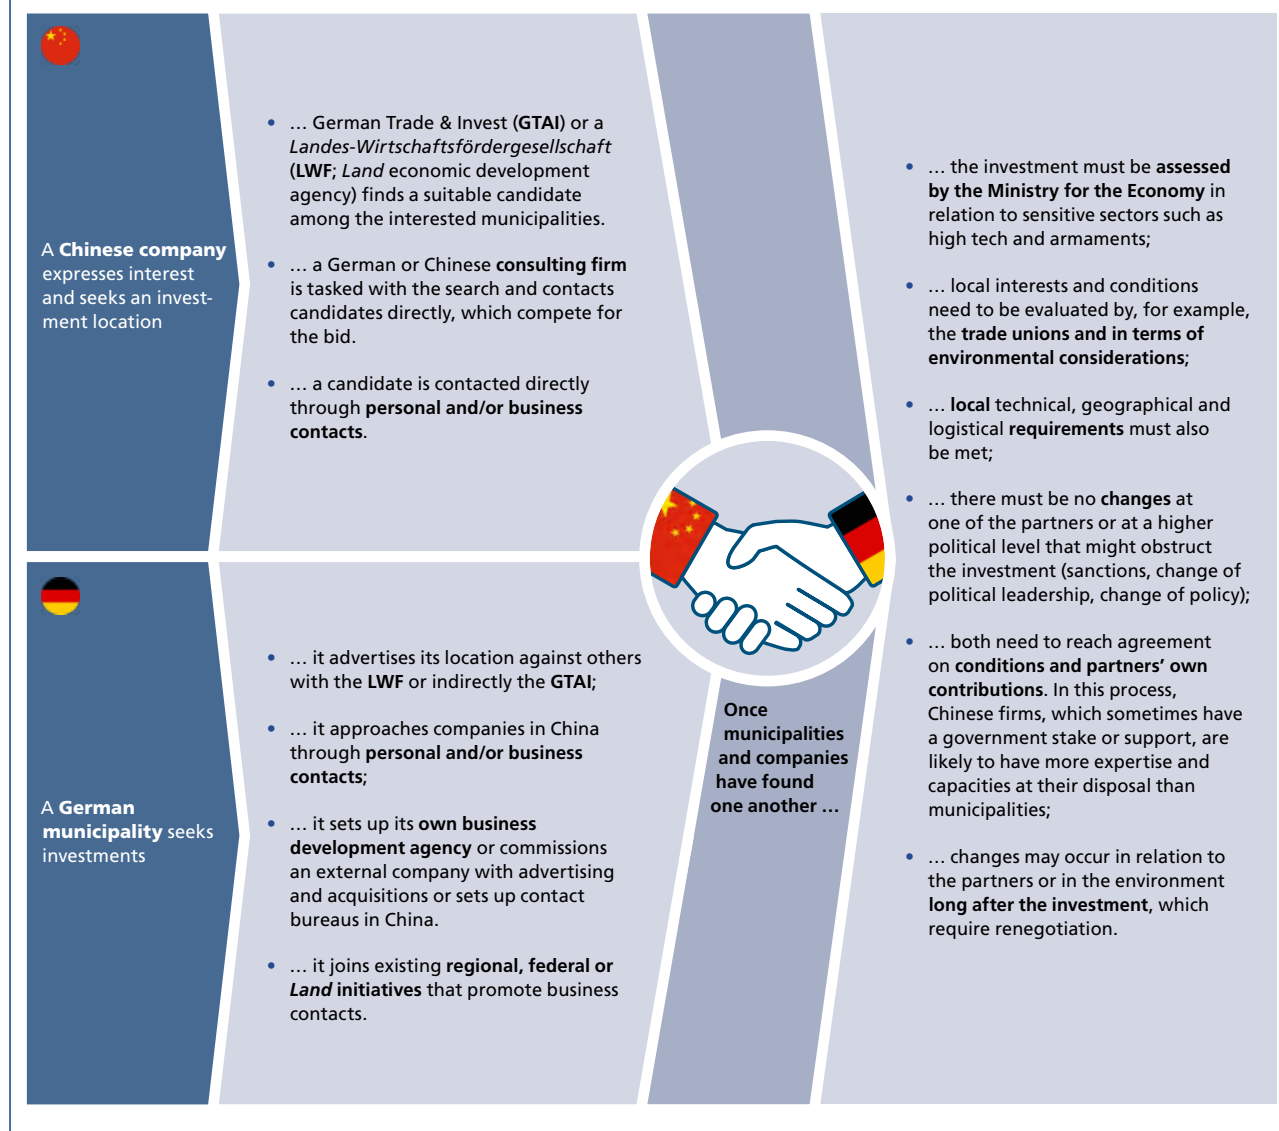 A Chinese company
expresses interest
and seeks an invest-
ment location
• … German Trade & Invest (GTAI) or a
Landes-Wirtschaftsfördergesellschaft
(LWF; Land economic development
agency) finds a suitable candidate
among the interested municipalities.
• … a German or Chinese consulting firm
is tasked with the search and contacts
candidates directly, which compete for
the bid.
• … a candidate is contacted directly
through personal and/or business
contacts.
A German
municipality seeks
investments
• … it advertises its location against others
with the LWF or indirectly the GTAI;
• … it approaches companies in China
through personal and/or business
contacts;
• … it sets up its own business
development agency or commissions
an external company with advertising
and acquisitions or sets up contact
bureaus in China.
• … it joins existing regional, federal or
Land initiatives that promote business
contacts.
Once
municipalities
and companies
have found
one another …
• … the investment must be assessed
by the Ministry for the Economy in
relation to sensitive sectors such as
high tech and armaments;
• … local interests and conditions
need to be evaluated by, for example,
the trade unions and in terms of
environmental considerations;
• … local technical, geographical and
logistical requirements must also
be met;
• … there must be no changes at
one of the partners or at a higher
political level that might obstruct
the investment (sanctions, change of
political leadership, change of policy);
• … both need to reach agreement
on conditions and partners’ own
contributions. In this process,
Chinese firms, which sometimes have
a government stake or support, are
likely to have more expertise and
capacities at their disposal than
municipalities;
• … changes may occur in relation to
the partners or in the environment
long after the investment, which
require renegotiation.